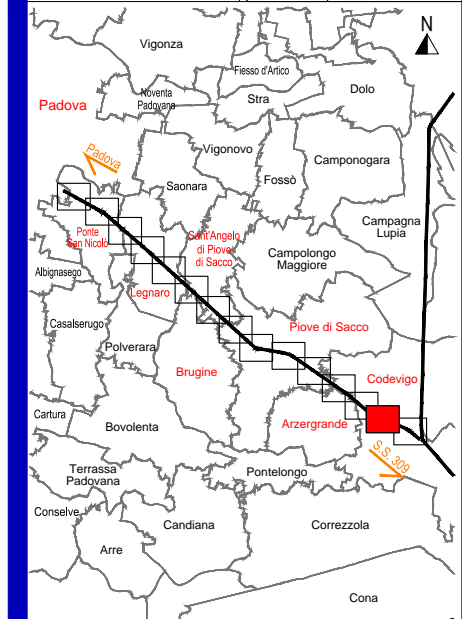 N
Vigonza
Fiesso d'Artico
Dolo
Noventa
Padovana
Stra
Padova
Padova
Vigonovo
Camponogara
Saonara
Fossò
Campagna
Lupia
Ponte
San Nicolò
Sant'Angelo
di Piove
di Sacco
Campolongo
Maggiore
Albignasego
Legnaro
Casalserugo
Piove di Sacco
Polverara
Brugine
Codevigo
Cartura
Bovolenta
Arzergrande
S.S. 309
Terrassa
Padovana
Pontelongo
Conselve
Candiana
Correzzola
Arre
Cona